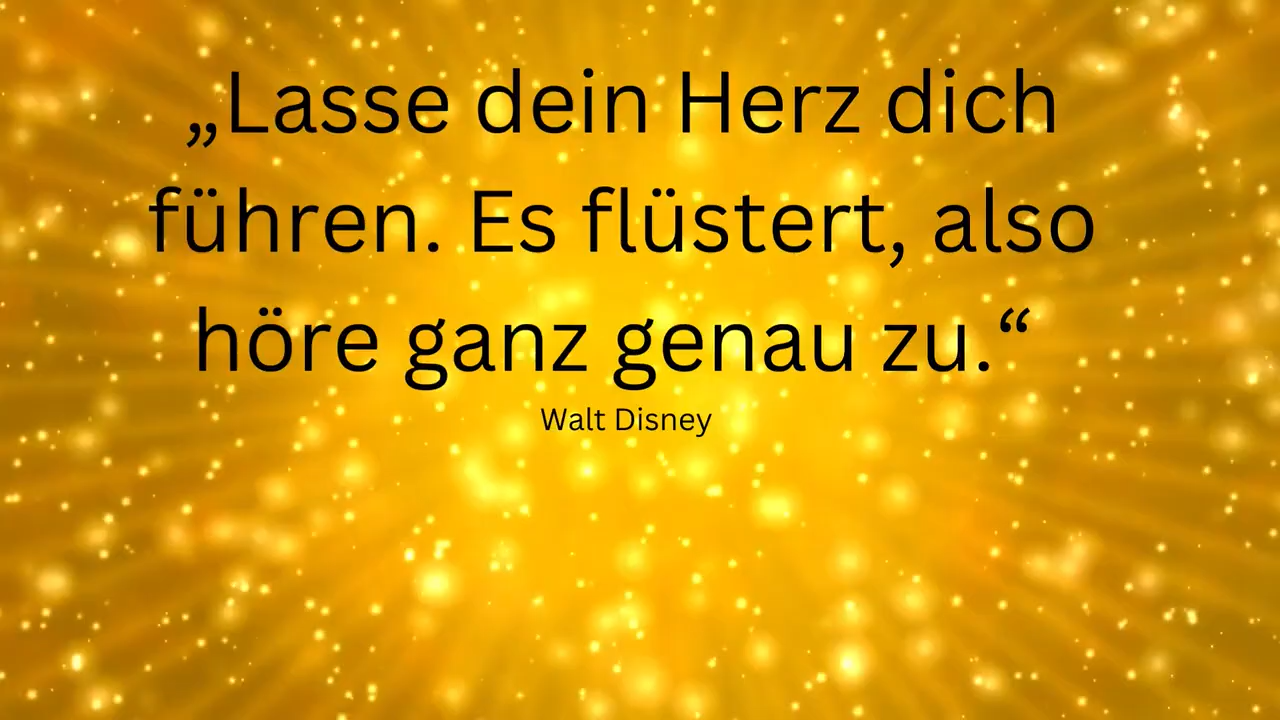 „Lasse dein Herz dich
führen. Es flüstert, also
höre ganz genau zu.“
Walt Disney